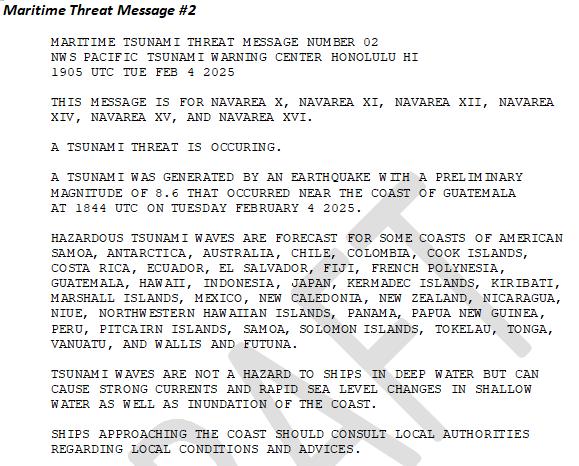 Maritime Threat Message #2
MARITIME TSUNAMI THREAT MESSAGE NUMBER 02
NWS PACIFIC TSUNAMI WARNING CENTER HONOLULU HI
1905 UTC TUE FEB 4 2025
THIS MESSAGE IS FOR NAVAREA X, NAVAREA XI, NAVAREA XII, NAVAREA
XIV, NAVAREA XV, AND NAVAREA XVI.
A TSUNAMI THREAT IS OCCURING.
A TSUNAMI WAS GENERATED BY AN EARTHQUAKE WITH A PRELIMINARY
MAGNITUDE OF 8.6 THAT OCCURRED NEAR THE COAST OF GUATEMALA
AT 1844 UTC ON TUESDAY FEBRUARY 4 2025.
HAZARDOUS TSUNAMI WAVES ARE FORECAST FOR SOME COASTS OF AMERICAN
SAMOA, ANTARCTICA, AUSTRALIA, CHILE, COLOMBIA, COOK ISLANDS,
COSTA RICA, ECUADOR, EL SALVADOR, FIJI, FRENCH POLYNESIA,
GUATEMALA, HAWAII, INDONESIA, JAPAN, KERMADEC ISLANDS, KIRIBATI,
MARSHALL ISLANDS, MEXICO, NEW CALEDONIA, NEW ZEALAND, NICARAGUA,
NIUE, NORTHWESTERN HAWAIIAN ISLANDS, PANAMA, PAPUA NEW GUINEA,
PERU, PITCAIRN ISLANDS, SAMOA, SOLOMON ISLANDS, TOKELAU, TONGA,
VANUATU, AND WALLIS AND FUTUNA.
TSUNAMI WAVES ARE NOT A HAZARD TO SHIPS IN DEEP WATER BUT CAN
CAUSE STRONG CURRENTS AND RAPID SEA LEVEL CHANGES IN SHALLOW
WATER AS WELL AS INUNDATION OF THE COAST.
SHIPS APPROACHING THE COAST SHOULD CONSULT LOCAL AUTHORITIES
REGARDING LOCAL CONDITIONS AND ADVICES.
DRAFT